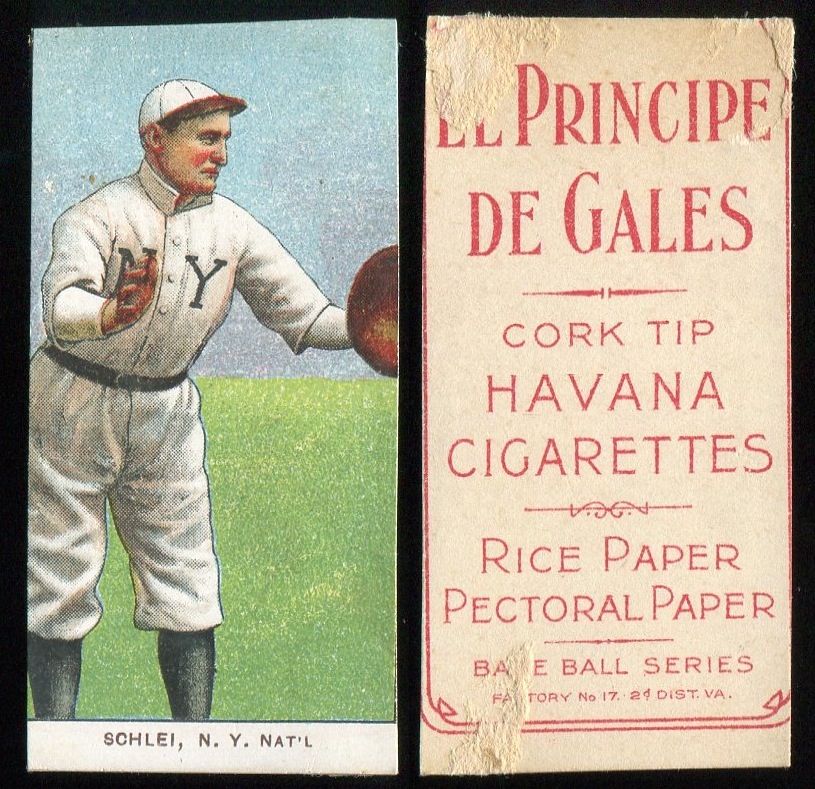 N Y
SCHLEI, N. Y. NAT'L
EL PRINCIPE
DE GALES
CORK TIP
HAVANA
CIGARETTES
RICE PAPER
PECTORAL PAPER
BASE BALL SERIES
FACTORY No 17. 2d DIST. VA.